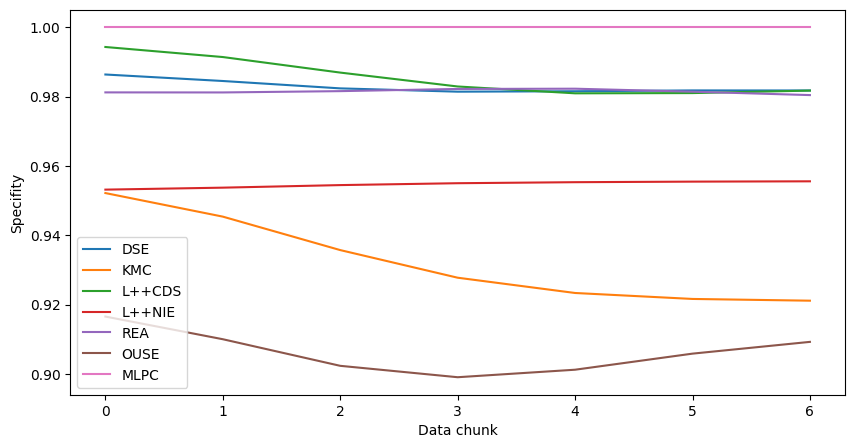 1.00
0.98
0.96
0.94
0.92
0.90
Specifity
DSE
KMC
L++CDS
L++NIE
REA
OUSE
MLPC
0 1 2 3 4 5 6
Data chunk